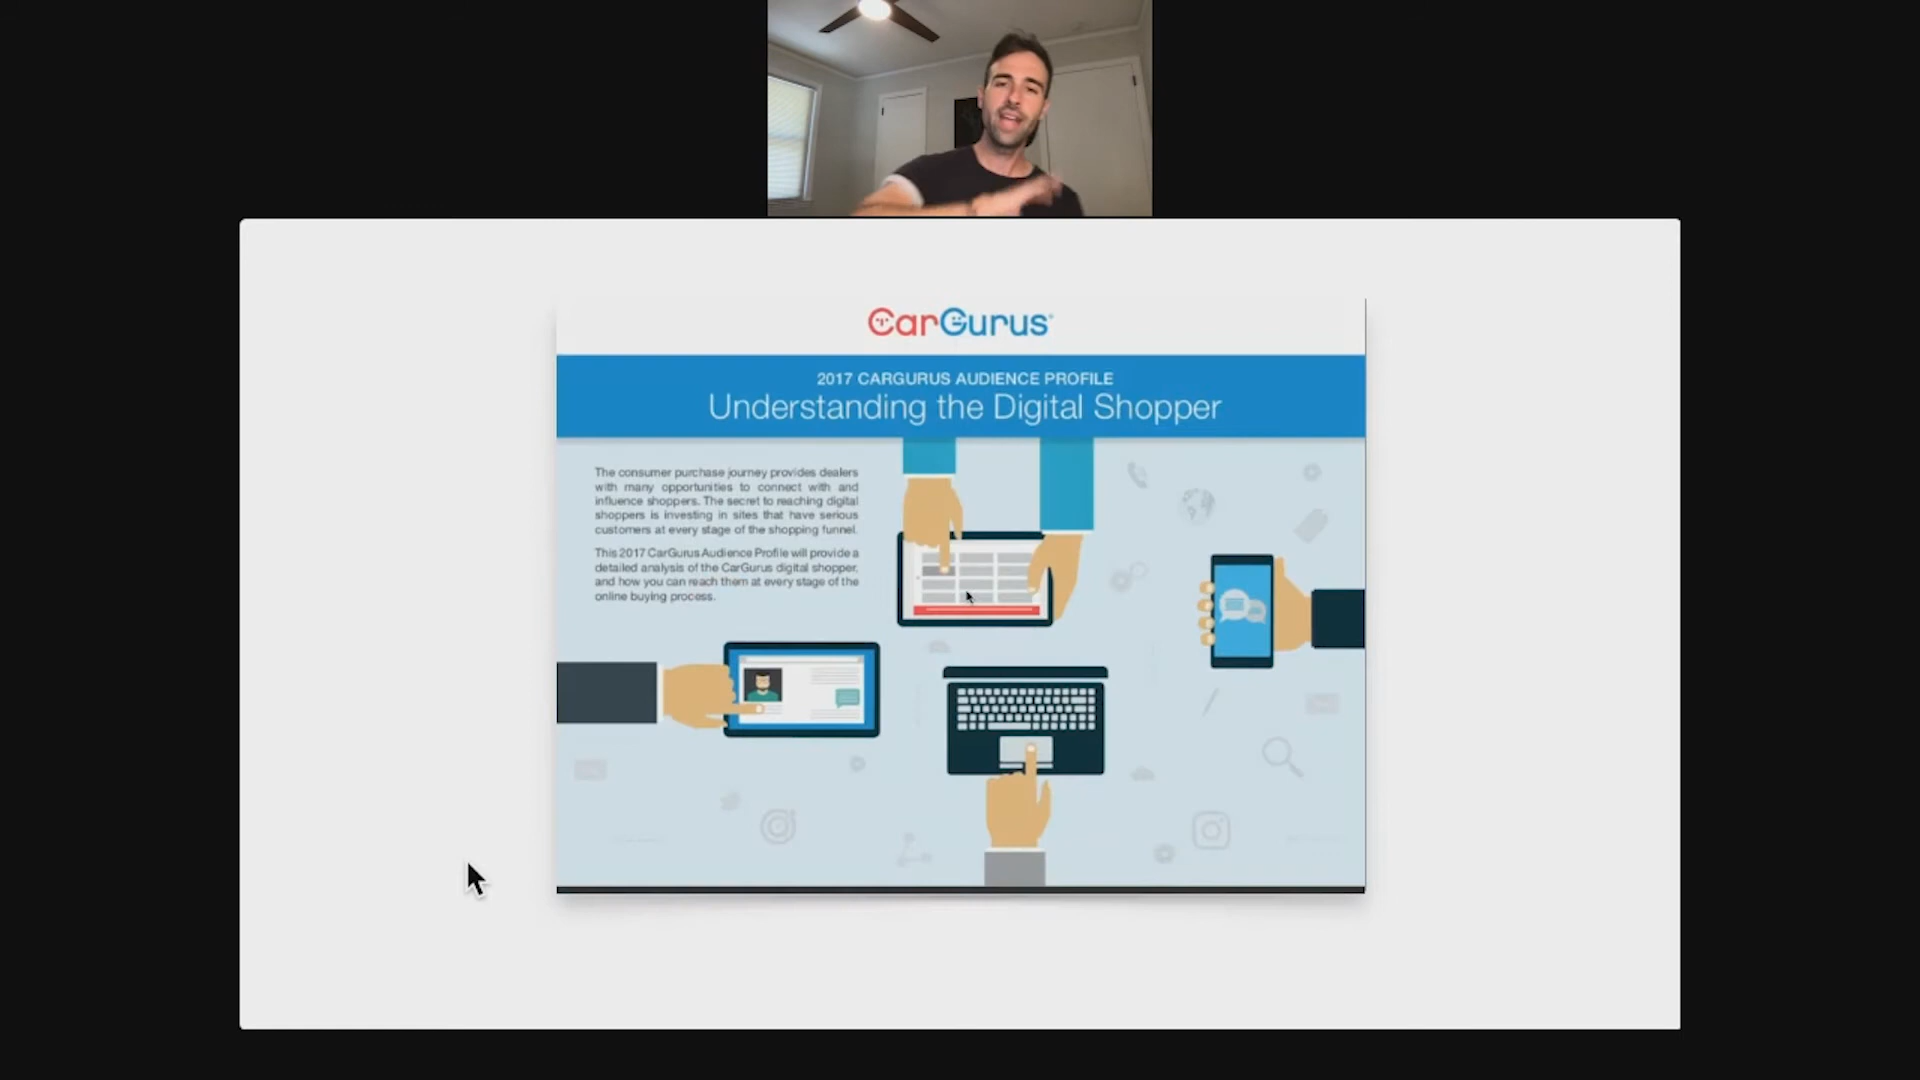 CarGurus
2017 CARGURUS AUDIENCE PROFILE
Understanding the Digital Shopper
The consumer purchase journey provides dealers
with many opportunities to connect with and
influence shoppers. The secret to reaching digital
shoppers is investing in sites that have serious
customers at every stage of the shopping funnel.
This 2017 CarGurus Audience Profile will provide a
detailed analysis of the CarGurus digital shopper,
and how you can reach them at every stage of the
online buying process.